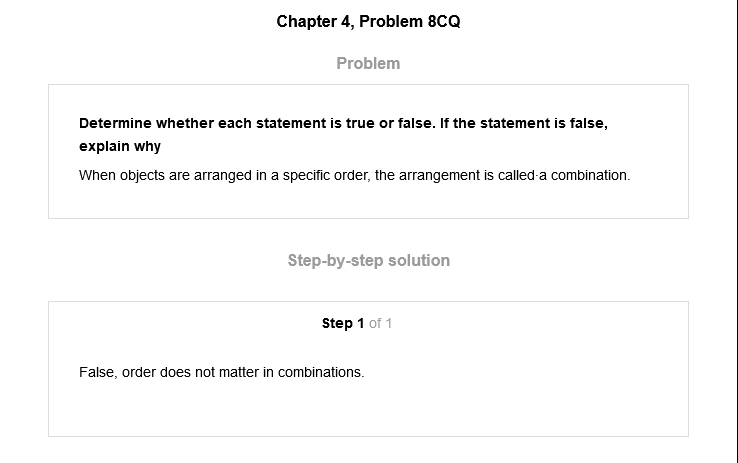 Chapter 4, Problem 8CQ
Problem
Determine whether each statement is true or false. If the statement is false,
explain why
When objects are arranged in a specific order, the arrangement is called·a combination.
Step-by-step solution
Step 1 of 1
False, order does not matter in combinations.